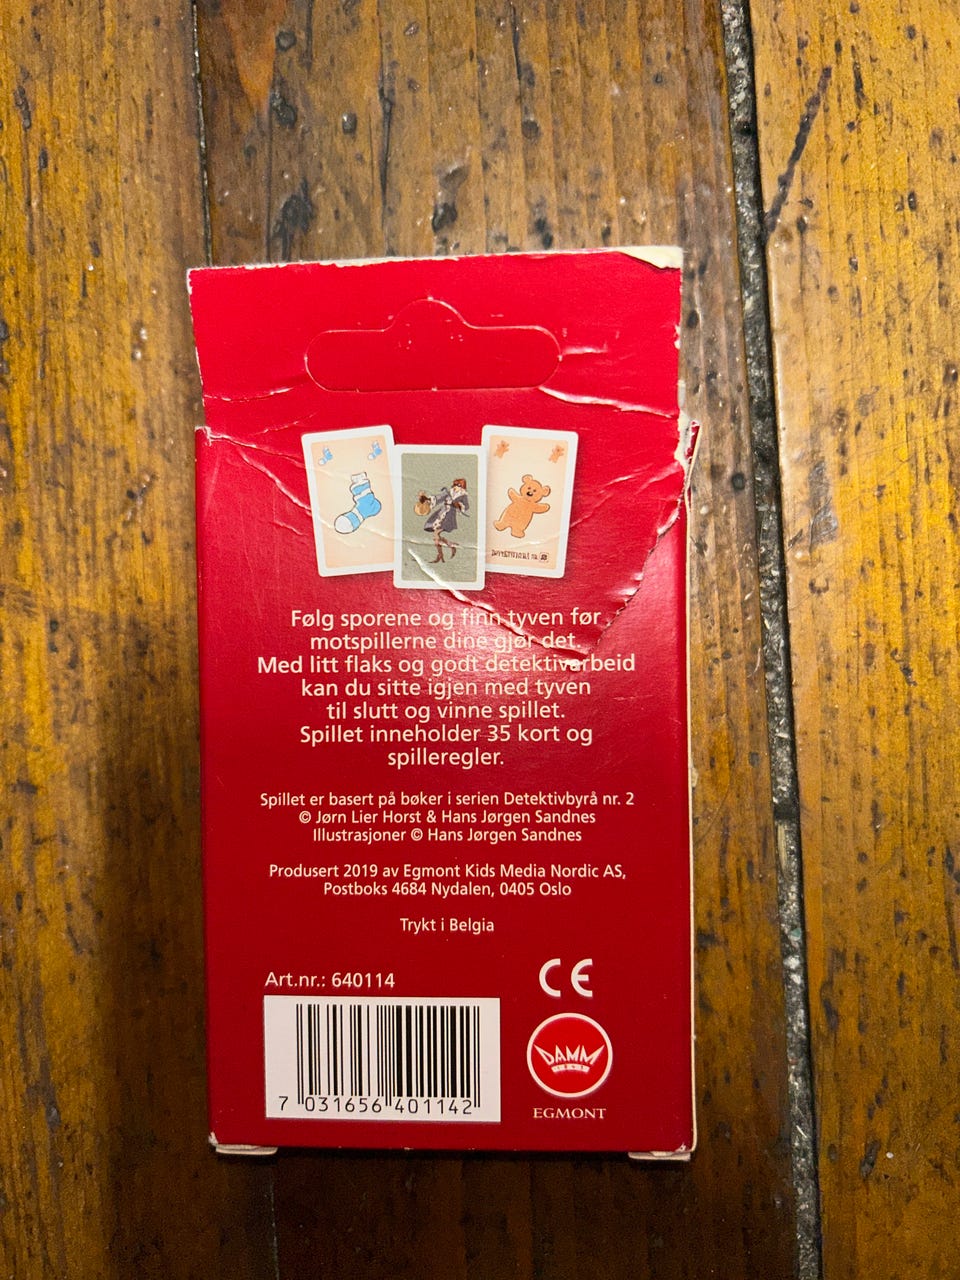 DETEKTIVBYRÅ NR. 2
Følg sporene og finn tyven før
motspillerne dine gjør det.
Med litt flaks og godt detektivarbeid
kan du sitte igjen med tyven
til slutt og vinne spillet.
Spillet inneholder 35 kort og
spilleregler.
Spillet er basert på bøker i serien Detektivbyrå nr. 2
© Jørn Lier Horst & Hans Jørgen Sandnes
Illustrasjoner © Hans Jørgen Sandnes
Produsert 2019 av Egmont Kids Media Nordic AS,
Postboks 4684 Nydalen, 0405 Oslo
Trykt i Belgia
Art.nr.: 640114
CE
7 031656 401142
DAMM
1843
EGMONT